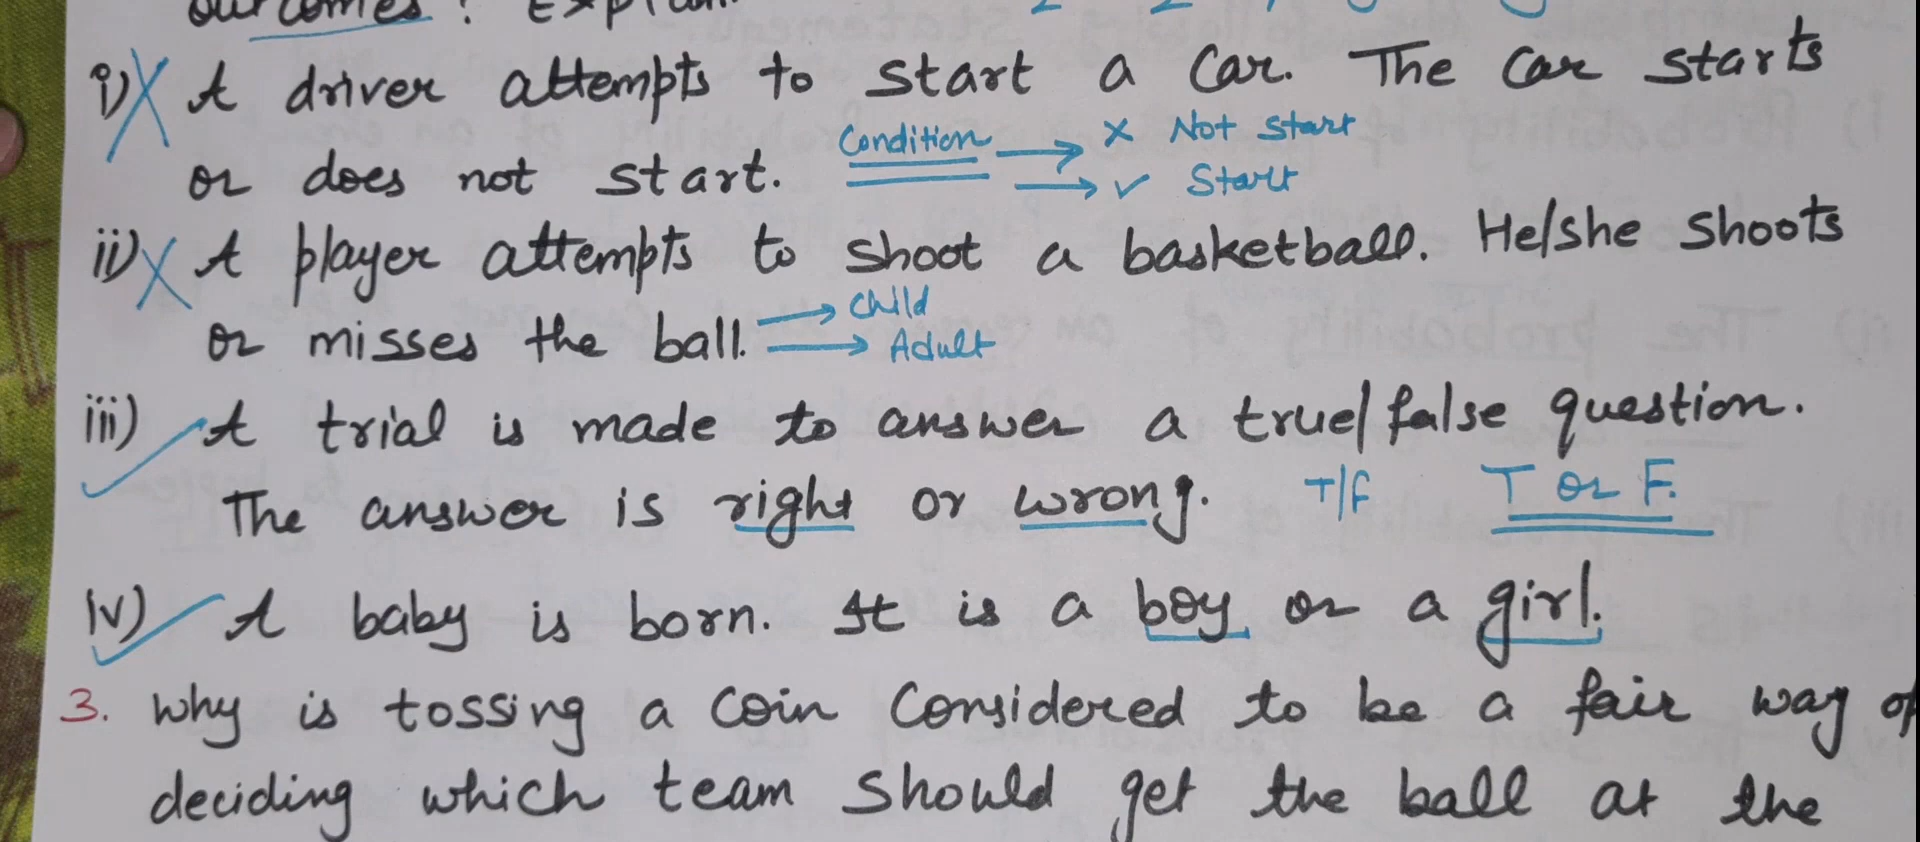 outcomes? Explain
i) X A driver attempts to start a car. The car starts
or does not start. Condition → X Not start
→ ✓ Start
ii) X A player attempts to shoot a basketball. He/she shoots
or misses the ball. → Child
→ Adult
iii) A trial is made to answer a true/false question.
The answer is right or wrong. T/F T or F.
iv) A baby is born. It is a boy or a girl.
3. Why is tossing a coin considered to be a fair way of
deciding which team should get the ball at the